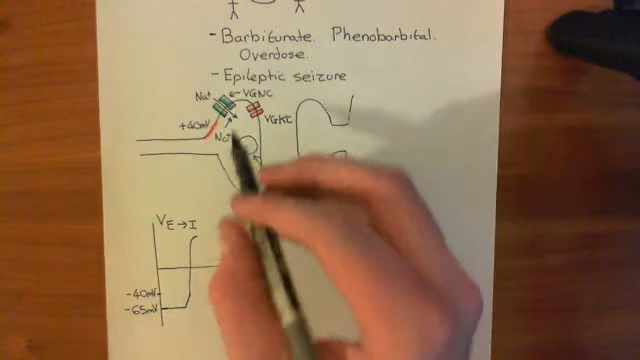 - Barbiturate Phenobarbital
Overdose
- Epileptic seizure
Na+
← VGNC
VGKC
+40mV
Na+
VE→I
-40mV
-65mV